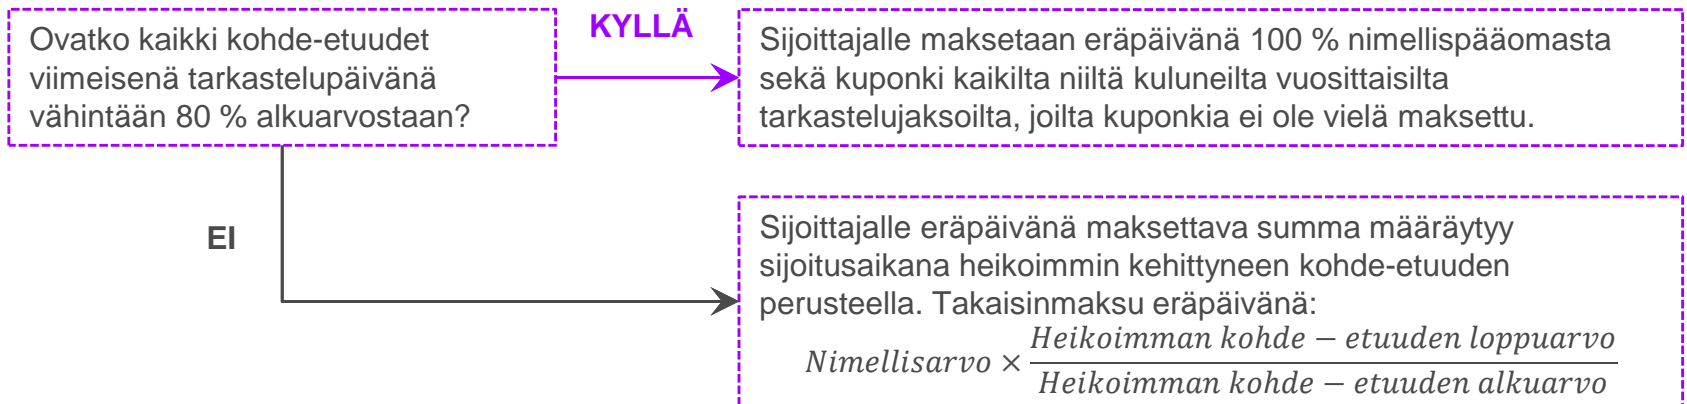 Ovatko kaikki kohde-etuudet
viimeisenä tarkastelupäivänä
vähintään 80 % alkuarvostaan?
KYLLÄ
Sijoittajalle maksetaan eräpäivänä 100 % nimellispääomasta
sekä kuponki kaikilta niiltä kuluneilta vuosittaisilta
tarkastelujaksoilta, joilta kuponkia ei ole vielä maksettu.
EI
Sijoittajalle eräpäivänä maksettava summa määräytyy
sijoitusaikana heikoimmin kehittyneen kohde-etuuden
perusteella. Takaisinmaksu eräpäivänä:
Heikoimman kohde − etuuden loppuarvo
Nimellisarvo ×
Heikoimman kohde − etuuden alkuarvo